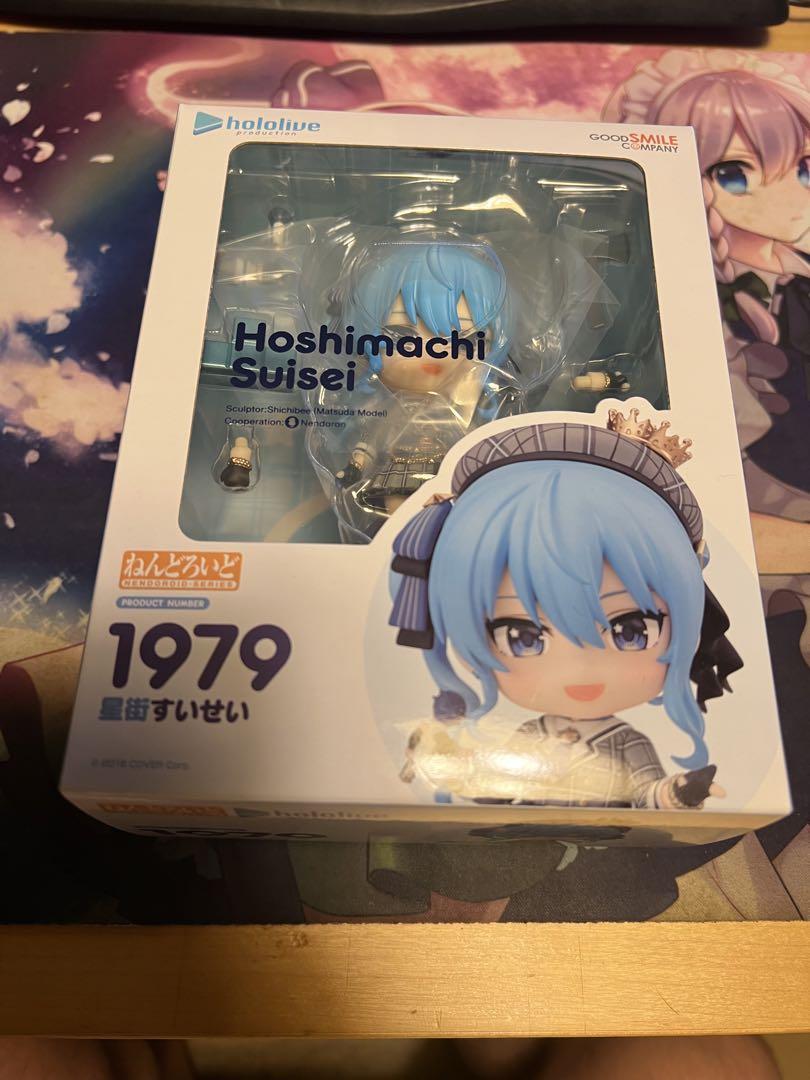 hololive
production
GOOD SMILE
COMPANY
Hoshimachi
Suisei
Sculptor:Shichibee (Matsuda Model)
Cooperation: Nendoron
ねんどろいど
NENDOROID-SERIES
PRODUCT NUMBER
1979
星街すいせい
© 2016 COVER Corp.
hololive
1979